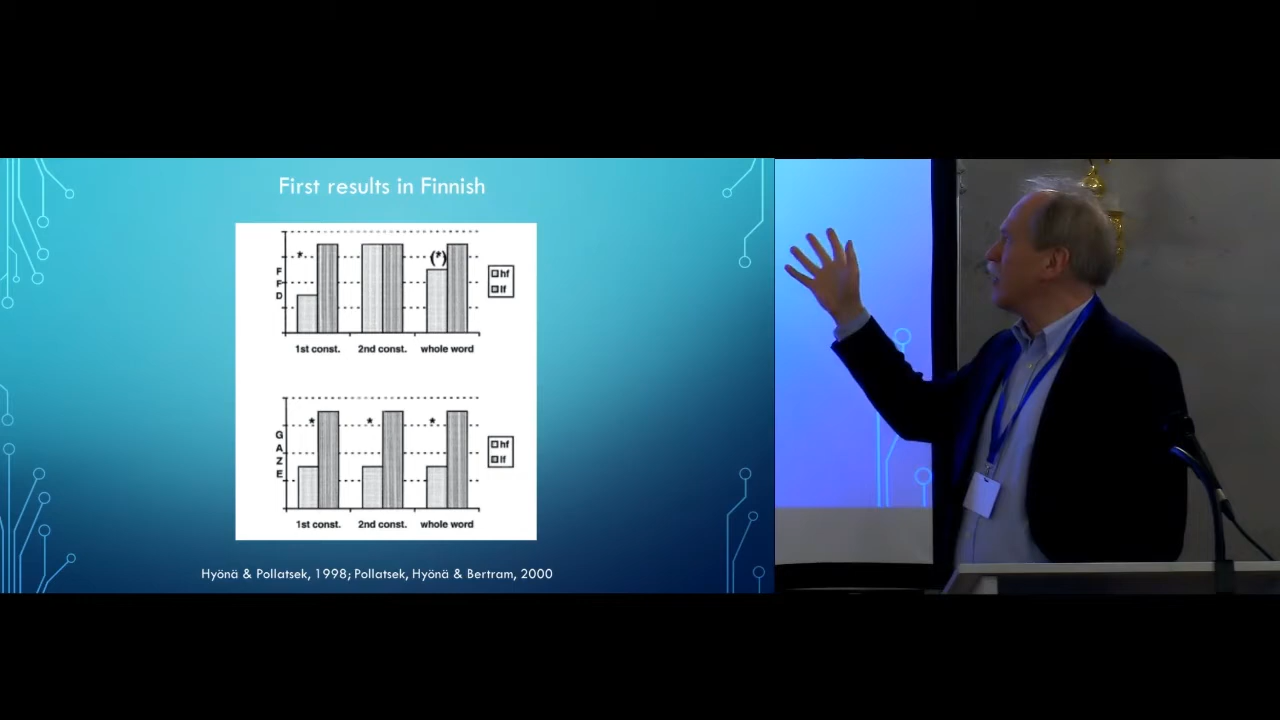 First results in Finnish
*
(*)
F
F
D
hf
lf
1st const. 2nd const. whole word
* * *
G
A
Z
E
hf
lf
1st const. 2nd const. whole word
Hyönä & Pollatsek, 1998; Pollatsek, Hyönä & Bertram, 2000